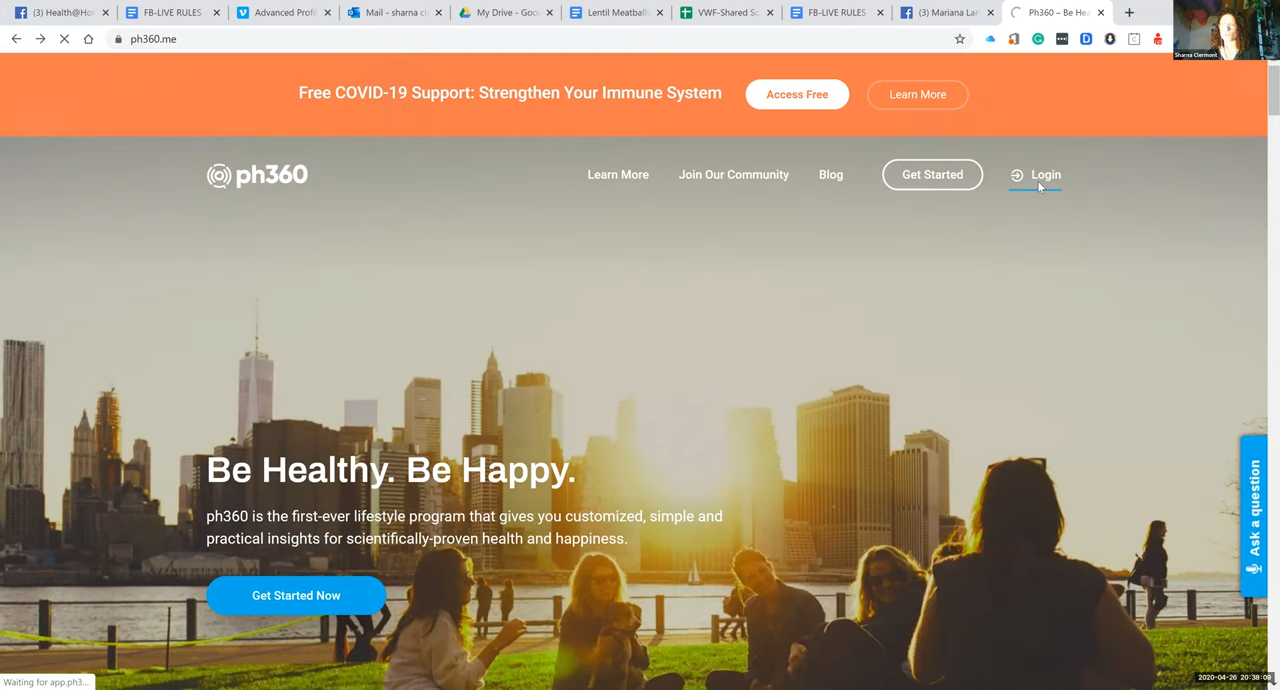 (3) Health@Hor
FB-LIVE RULES -
Advanced Profil
Mail - sharna cl
My Drive - Goo
Lentil Meatballs
VWF-Shared Sc
FB-LIVE RULES
(3) Mariana Lar
Ph360 – Be Hea
ph360.me
Sharna Clermont
Free COVID-19 Support: Strengthen Your Immune System
Access Free
Learn More
ph360
Learn More
Join Our Community
Blog
Get Started
Login
Be Healthy. Be Happy.
ph360 is the first-ever lifestyle program that gives you customized, simple and
practical insights for scientifically-proven health and happiness.
Get Started Now
Ask a question
Waiting for app.ph3...
2020-04-26 20:38:09